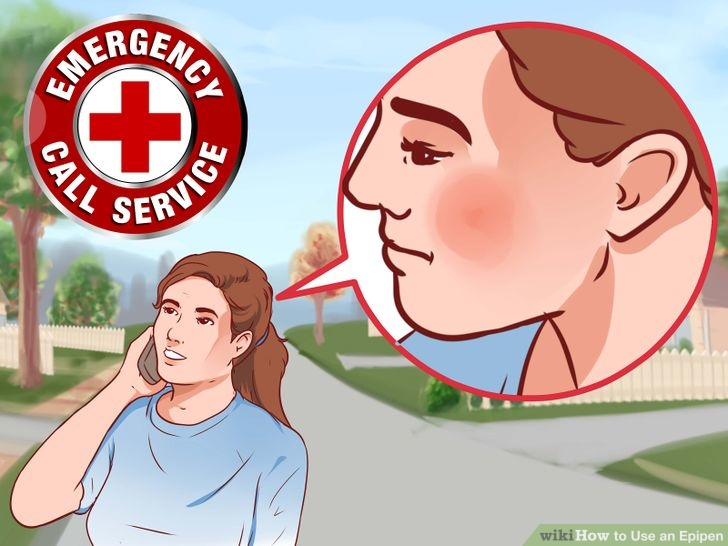 EMERGENCY
CALL SERVICE
wikiHow to Use an Epipen